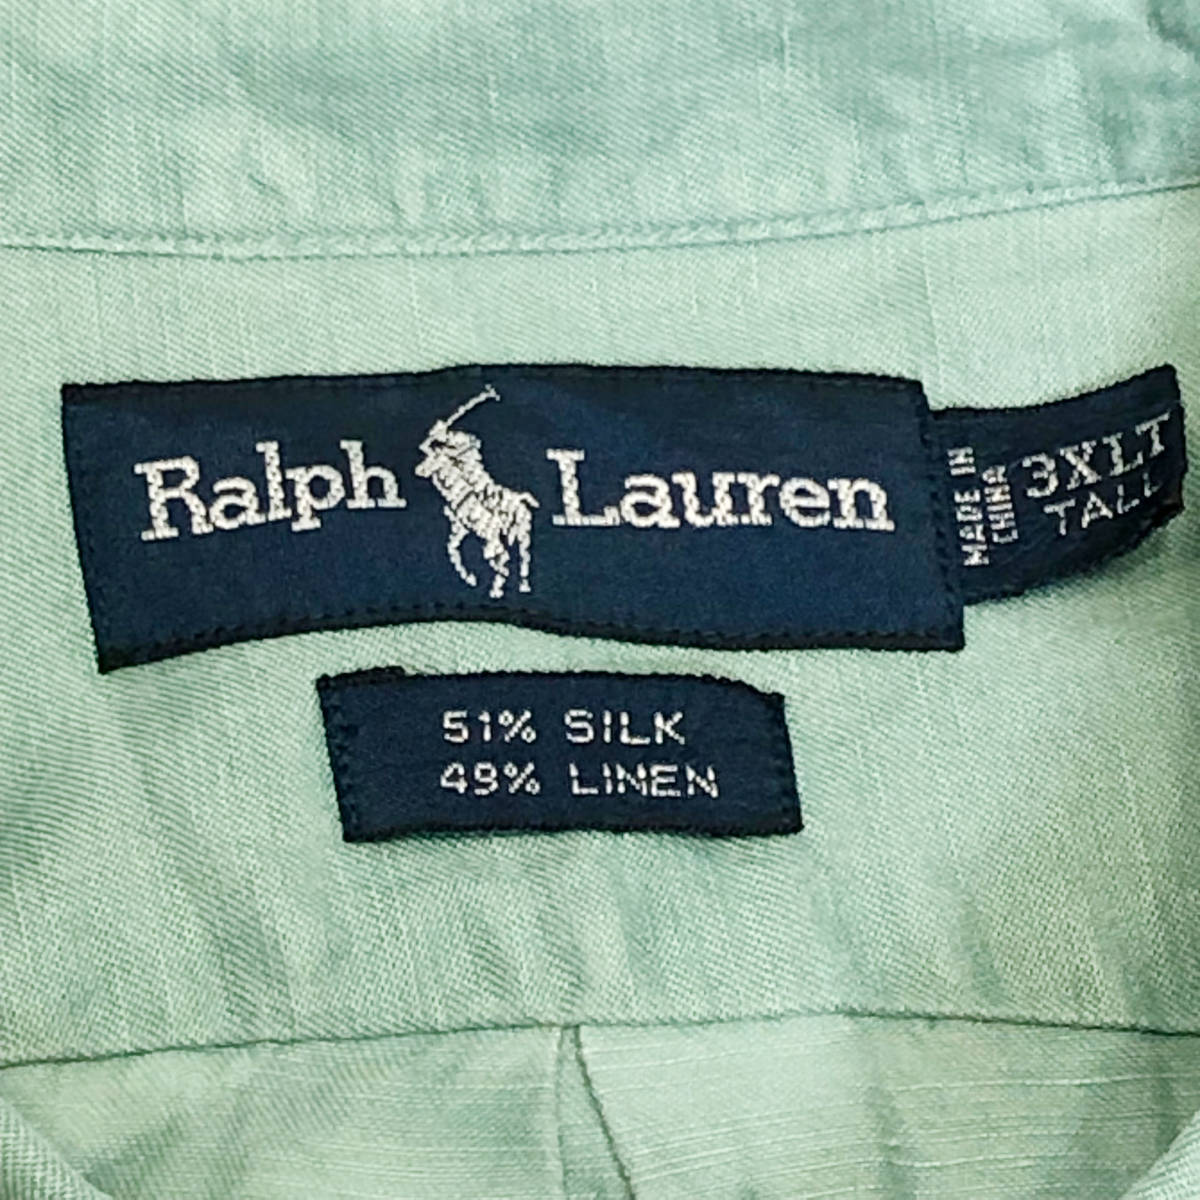 Ralph Lauren
MADE IN
CHINA
3XLT
TALL
51% SILK
49% LINEN